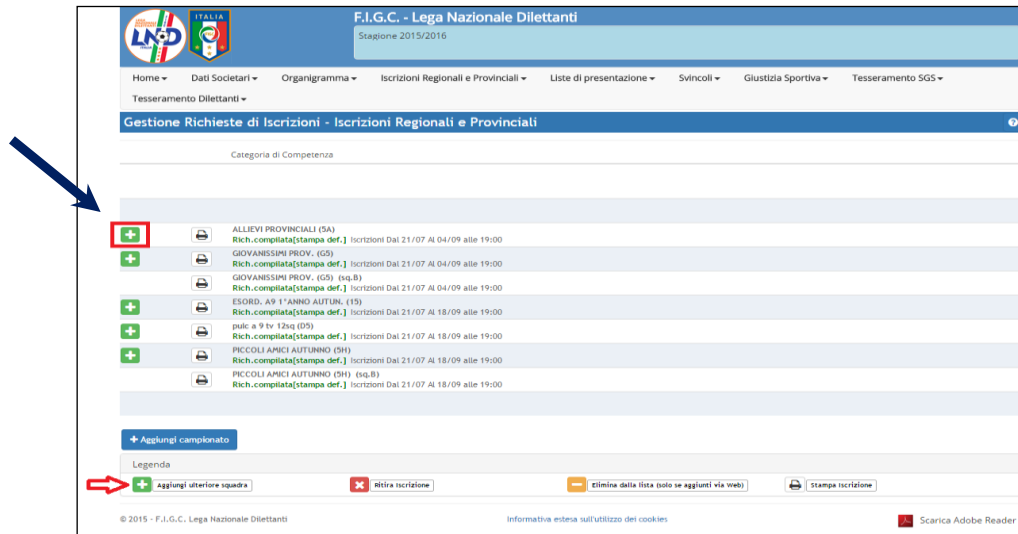 ITALIA
LND
F.I.G.C. - Lega Nazionale Dilettanti
Stagione 2015/2016
Home Dati Societari Organigramma Iscrizioni Regionali e Provinciali Liste di presentazione Svincoli Giustizia Sportiva Tesseramento SGS
Tesseramento Dilettanti
Gestione Richieste di Iscrizioni - Iscrizioni Regionali e Provinciali
Categoria di Competenza
ALLIEVI PROVINCIALI (5A)
Rich.compilata[stampa def.] Iscrizioni Dal 21/07 Al 04/09 alle 19:00
GIOVANISSIMI PROV. (G5)
Rich.compilata[stampa def.] Iscrizioni Dal 21/07 Al 04/09 alle 19:00
GIOVANISSIMI PROV. (G5) (sq.B)
Rich.compilata[stampa def.] Iscrizioni Dal 21/07 Al 04/09 alle 19:00
ESORD. A9 1°ANNO AUTUN. (15)
Rich.compilata[stampa def.] Iscrizioni Dal 21/07 Al 18/09 alle 19:00
pulc a 9 tv 12sq (D5)
Rich.compilata[stampa def.] Iscrizioni Dal 21/07 Al 18/09 alle 19:00
PICCOLI AMICI AUTUNNO (5H)
Rich.compilata[stampa def.] Iscrizioni Dal 21/07 Al 18/09 alle 19:00
PICCOLI AMICI AUTUNNO (5H) (sq.B)
Rich.compilata[stampa def.] Iscrizioni Dal 21/07 Al 18/09 alle 19:00
+ Aggiungi campionato
Legenda
Aggiungi ulteriore squadra Ritira Iscrizione Elimina dalla lista (solo se aggiunti via Web) Stampa Iscrizione
© 2015 - F.I.G.C. Lega Nazionale Dilettanti Informativa estesa sull'utilizzo dei cookies Scarica Adobe Reader